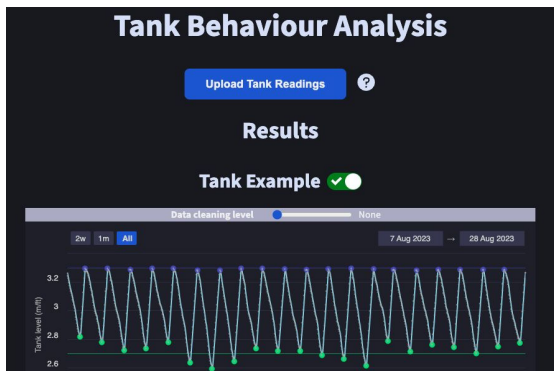 Tank Behaviour Analysis
Upload Tank Readings ?
Results
Tank Example
Data cleaning level None
2w 1m All 7 Aug 2023 → 28 Aug 2023
Tank level (m/ft)
3.2
3
2.8
2.6